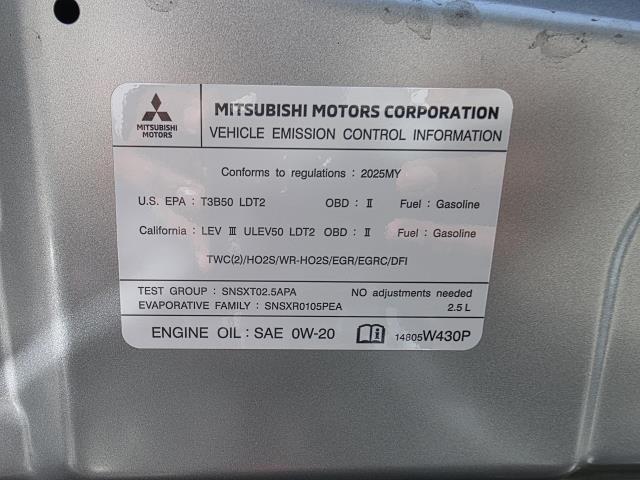 MITSUBISHI MOTORS
MITSUBISHI MOTORS CORPORATION
VEHICLE EMISSION CONTROL INFORMATION
Conforms to regulations : 2025MY
U.S. EPA : T3B50 LDT2 OBD : Ⅱ Fuel : Gasoline
California : LEV Ⅲ ULEV50 LDT2 OBD : Ⅱ Fuel : Gasoline
TWC(2)/HO2S/WR-HO2S/EGR/EGRC/DFI
TEST GROUP : SNSXT02.5APA NO adjustments needed
EVAPORATIVE FAMILY : SNSXR0105PEA 2.5 L
ENGINE OIL : SAE 0W-20 14805W430P